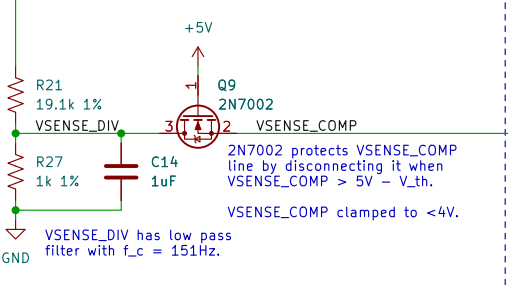 +5V
R21
19.1k 1%
1
Q9
2N7002
VSENSE_DIV
3
2
VSENSE_COMP
R27
1k 1%
C14
1uF
2N7002 protects VSENSE_COMP
line by disconnecting it when
VSENSE_COMP > 5V - V_th.
VSENSE_COMP clamped to <4V.
VSENSE_DIV has low pass
filter with f_c = 151Hz.
GND